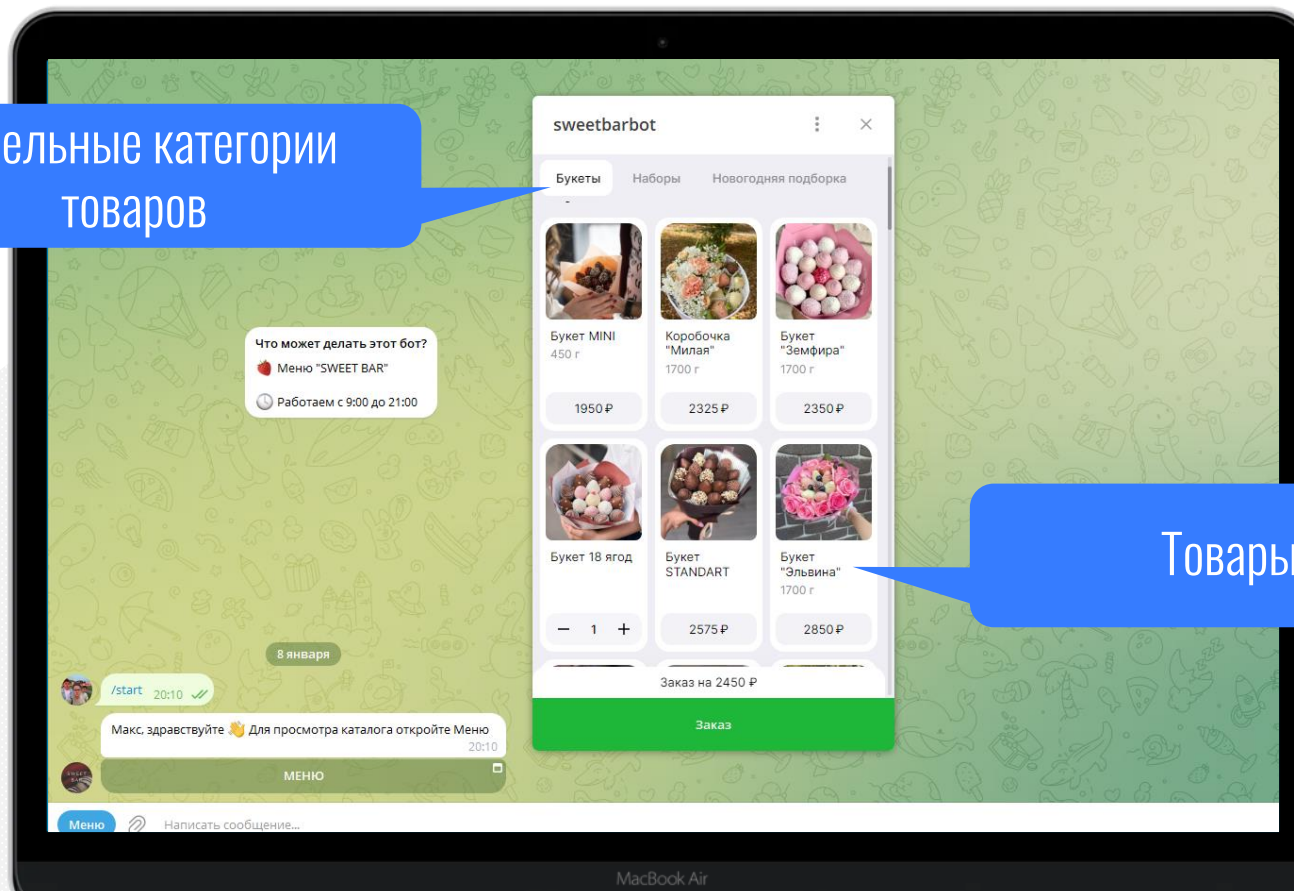 ельные категории
товаров
sweetbarbot
Букеты Наборы Новогодняя подборка
Букет MINI
450 г
1950 ₽
Коробочка
"Милая"
1700 г
2325 ₽
Букет
"Земфира"
1700 г
2350 ₽
Букет 18 ягод
− 1 +
Букет
STANDART
2575 ₽
Букет
"Эльвина"
1700 г
2850 ₽
Заказ на 2450 ₽
Заказ
Товары
Что может делать этот бот?
🍓 Меню "SWEET BAR"
🕓 Работаем с 9:00 до 21:00
8 января
/start 20:10
Макс, здравствуйте 👋 Для просмотра каталога откройте Меню
20:10
SWEET
BAR
МЕНЮ
Меню Написать сообщение...
MacBook Air